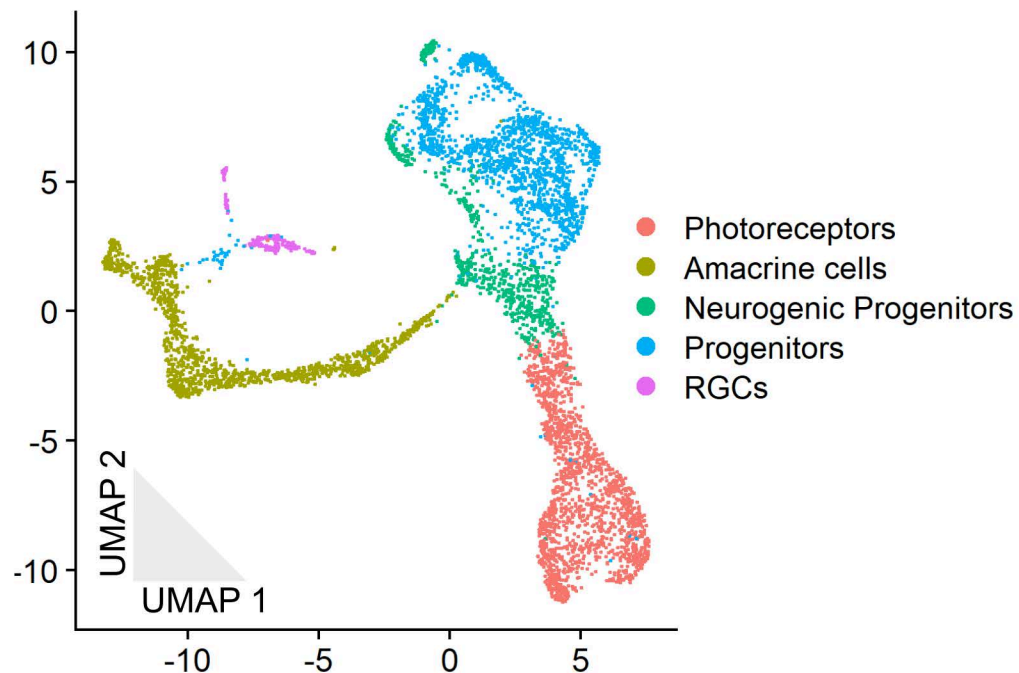 10
5
0
-5
-10
Photoreceptors
Amacrine cells
Neurogenic Progenitors
Progenitors
RGCs
UMAP 2
UMAP 1
-10
-5
0
5